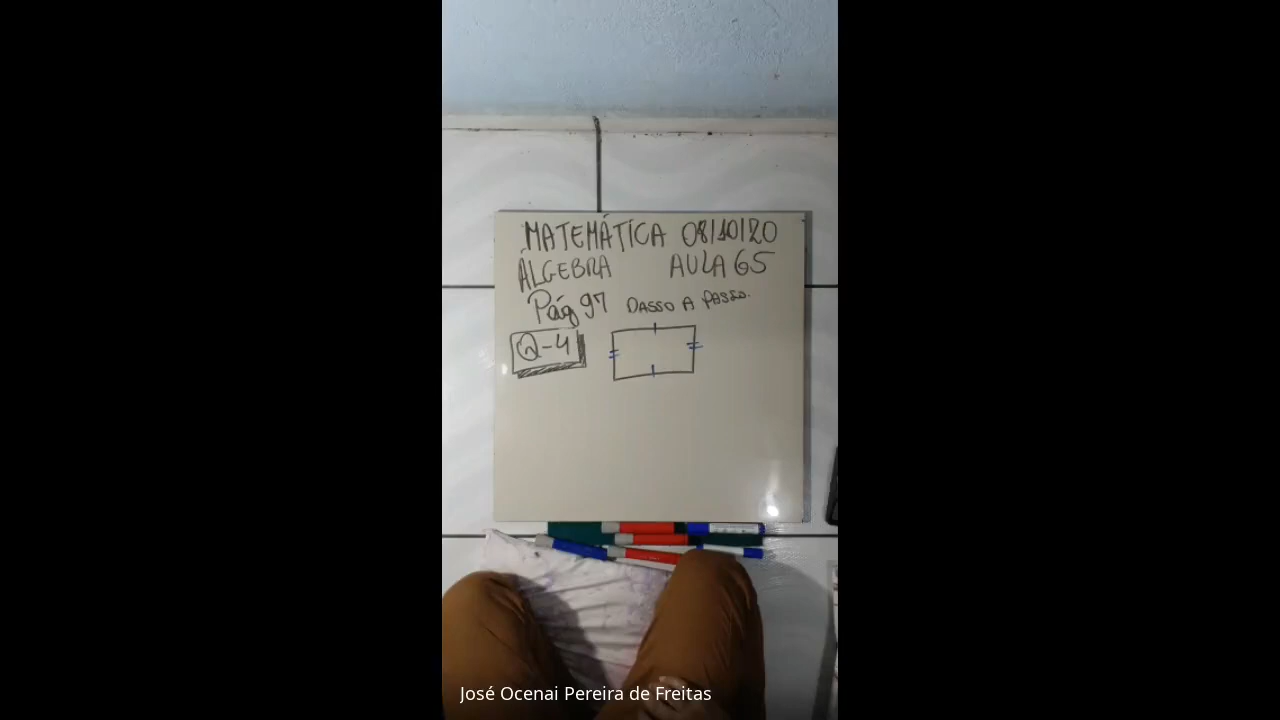 MATEMÁTICA 08/10/20
ÁLGEBRA AULA 65
Pág 97 PASSO A PASSO.
Q-4
José Ocenai Pereira de Freitas